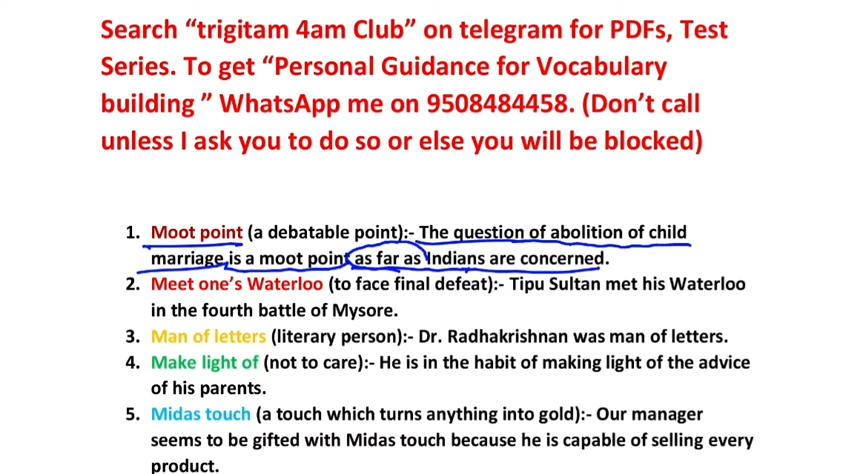 Search “trigitam 4am Club” on telegram for PDFs, Test
Series. To get “Personal Guidance for Vocabulary
building ” WhatsApp me on 9508484458. (Don’t call
unless I ask you to do so or else you will be blocked)
1. Moot point (a debatable point):- The question of abolition of child
marriage is a moot point as far as Indians are concerned.
2. Meet one’s Waterloo (to face final defeat):- Tipu Sultan met his Waterloo
in the fourth battle of Mysore.
3. Man of letters (literary person):- Dr. Radhakrishnan was man of letters.
4. Make light of (not to care):- He is in the habit of making light of the advice
of his parents.
5. Midas touch (a touch which turns anything into gold):- Our manager
seems to be gifted with Midas touch because he is capable of selling every
product.